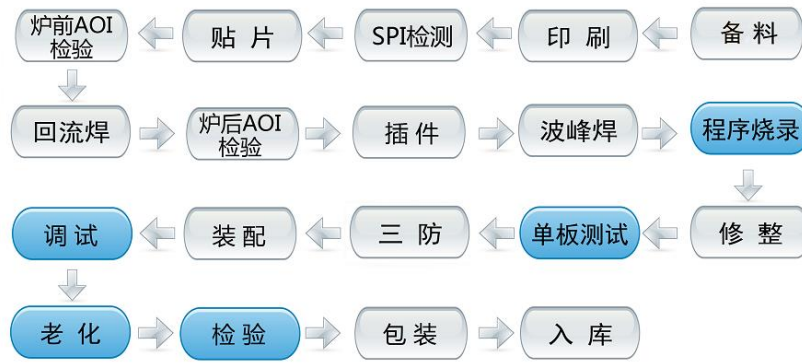 炉前AOI
检验
贴 片
SPI检测
印 刷
备 料
回流焊
炉后AOI
检验
插 件
波峰焊
程序烧录
调 试
装 配
三 防
单板测试
修 整
老 化
检 验
包 装
入 库